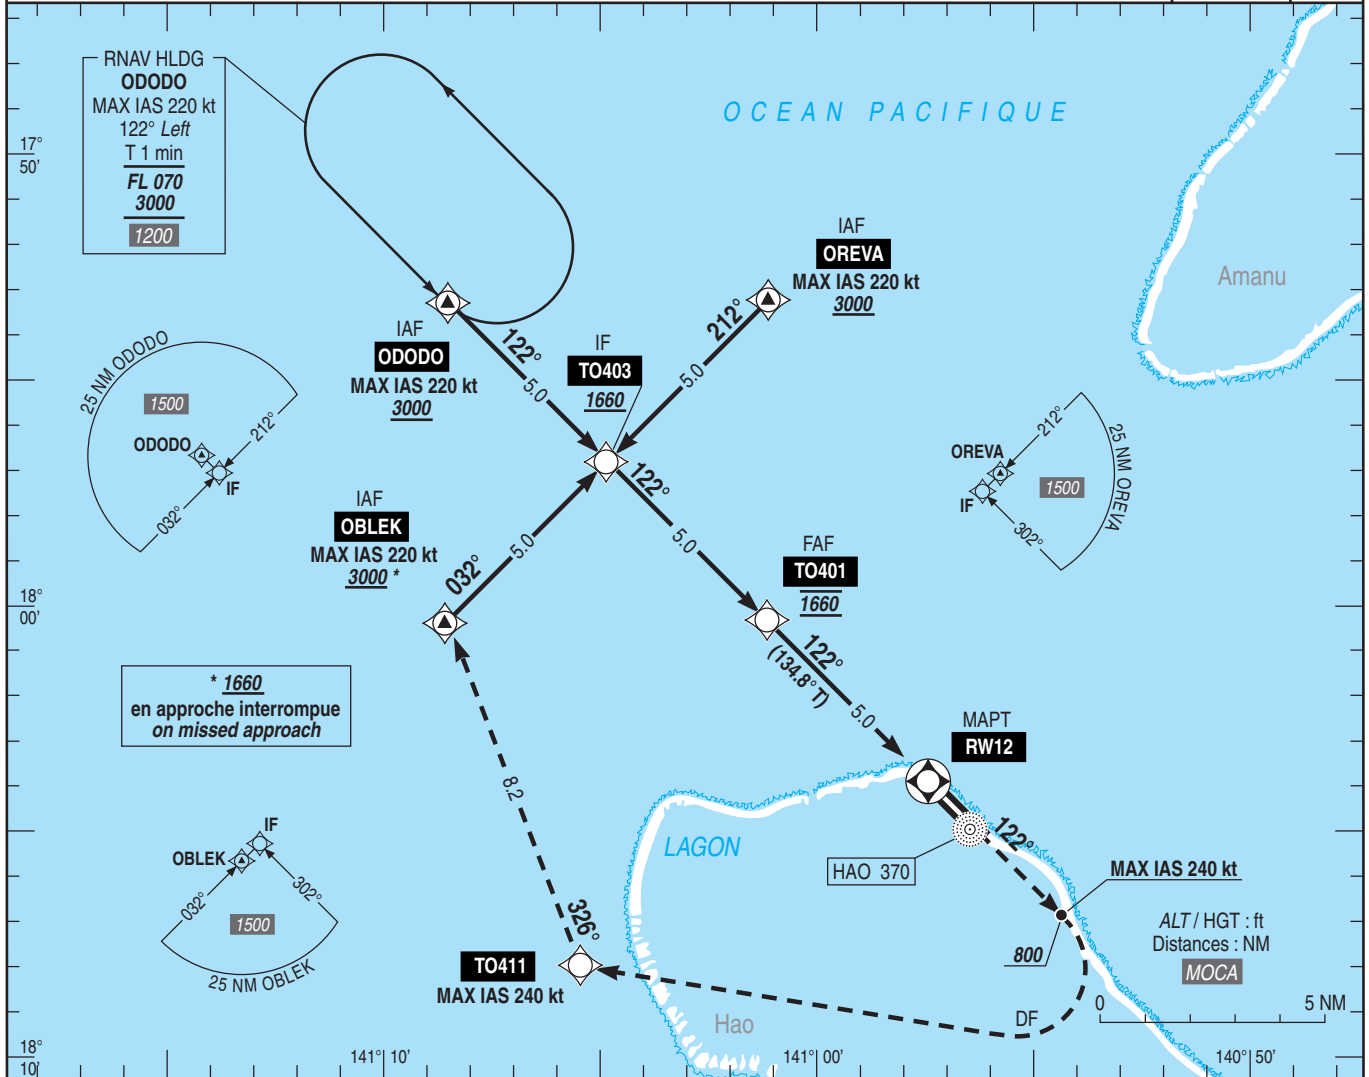 RNAV HLDG
ODODO
MAX IAS 220 kt
122° Left
T 1 min
FL 070
3000
1200
OCEAN PACIFIQUE
17°
50'
IAF
OREVA
MAX IAS 220 kt
3000
Amanu
IAF
ODODO
MAX IAS 220 kt
3000
122°
5.0
IF
TO403
1660
212°
5.0
25 NM ODODO
1500
ODODO
212°
IF
032°
OREVA
212°
1500
IF
25 NM OREVA
302°
IAF
OBLEK
MAX IAS 220 kt
3000 *
032°
5.0
122°
5.0
FAF
TO401
1660
18°
00'
122°
(134.8° T)
5.0
* 1660
en approche interrompue
on missed approach
MAPT
RW12
8.2
IF
OBLEK
032°
302°
1500
25 NM OBLEK
LAGON
HAO 370
122°
MAX IAS 240 kt
800
ALT / HGT : ft
Distances : NM
MOCA
0 5 NM
326°
TO411
MAX IAS 240 kt
Hao
DF
18°
10'
141° 10'
141° 00'
140° 50'